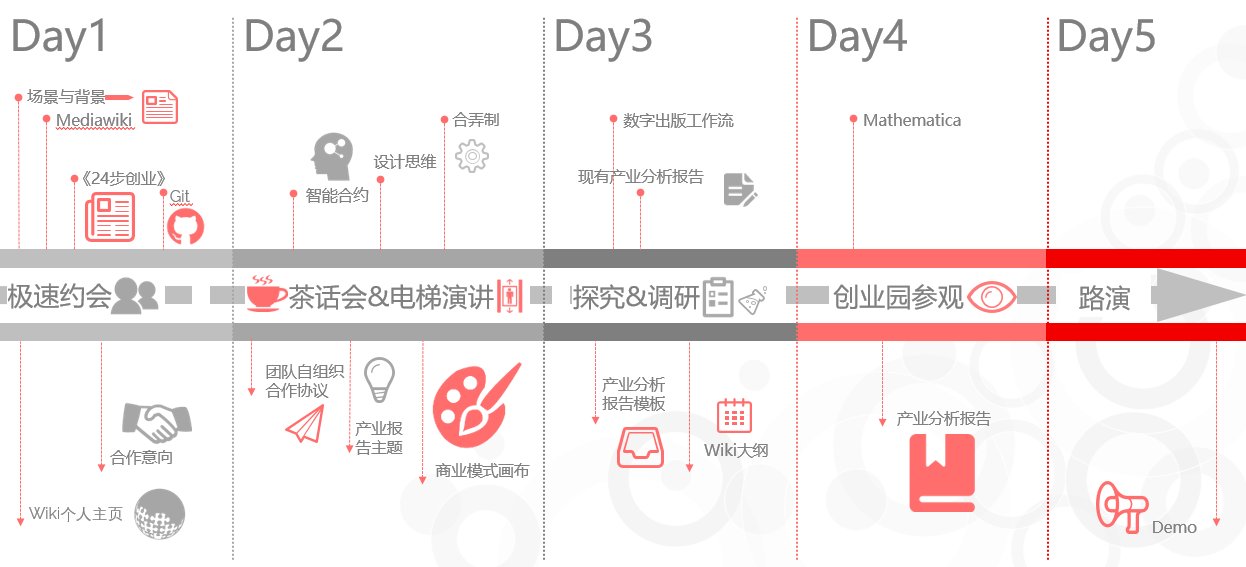 Day1
Day2
Day3
Day4
Day5
场景与背景
Mediawiki
《24步创业》
Git
智能合约
设计思维
合弄制
数字出版工作流
现有产业分析报告
Mathematica
极速约会
茶话会&电梯演讲
探究&调研
创业园参观
路演
合作意向
Wiki个人主页
团队自组织
合作协议
产业报
告主题
商业模式画布
产业分析
报告模板
Wiki大纲
产业分析报告
Demo